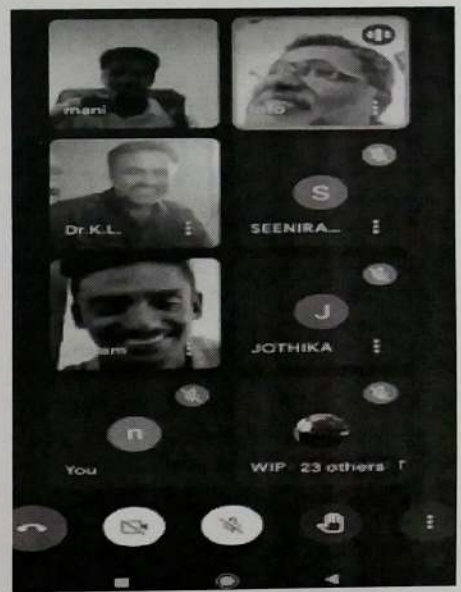 mani
Dr.K.L.
S
SEENIRA...
J
JOTHIKA
n
You
WIP 23 others